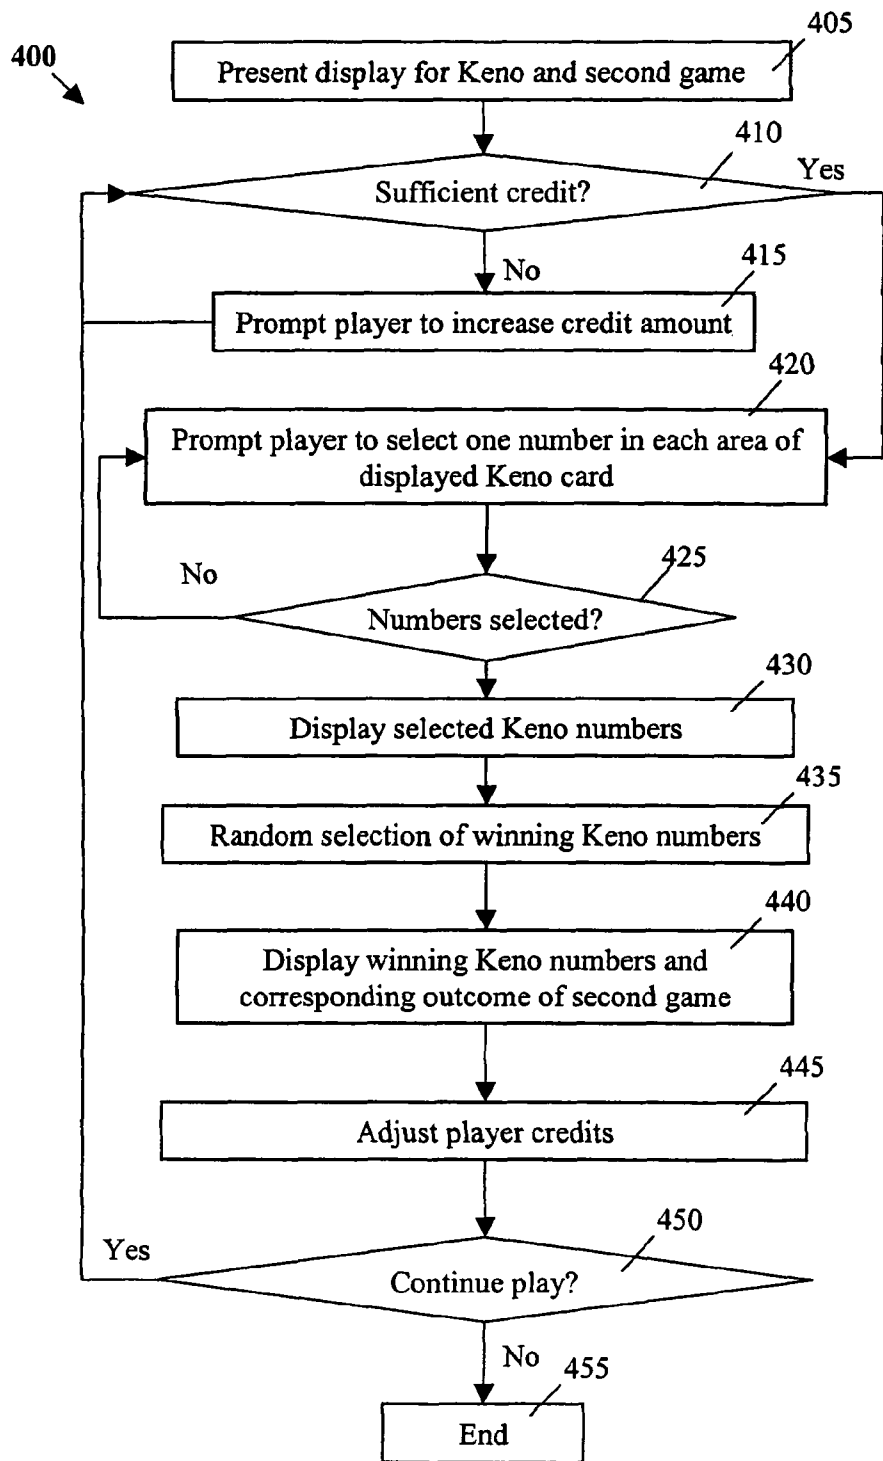 405
400
Present display for Keno and second game
410
Yes
Sufficient credit?
No
415
Prompt player to increase credit amount
420
Prompt player to select one number in each area of
displayed Keno card
425
No
Numbers selected?
430
Display selected Keno numbers
435
Random selection of winning Keno numbers
440
Display winning Keno numbers and
corresponding outcome of second game
445
Adjust player credits
450
Yes
Continue play?
No
455
End